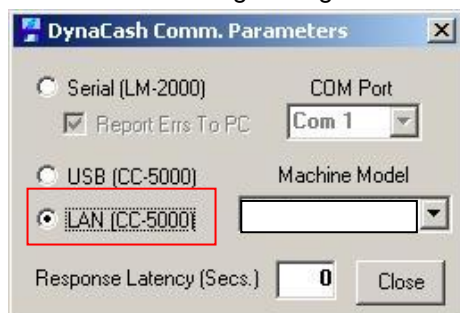 DynaCash Comm. Parameters
Serial (LM-2000)
COM Port
Report Errs To PC
Com 1
USB (CC-5000)
Machine Model
LAN (CC-5000)
Response Latency (Secs.)
0
Close